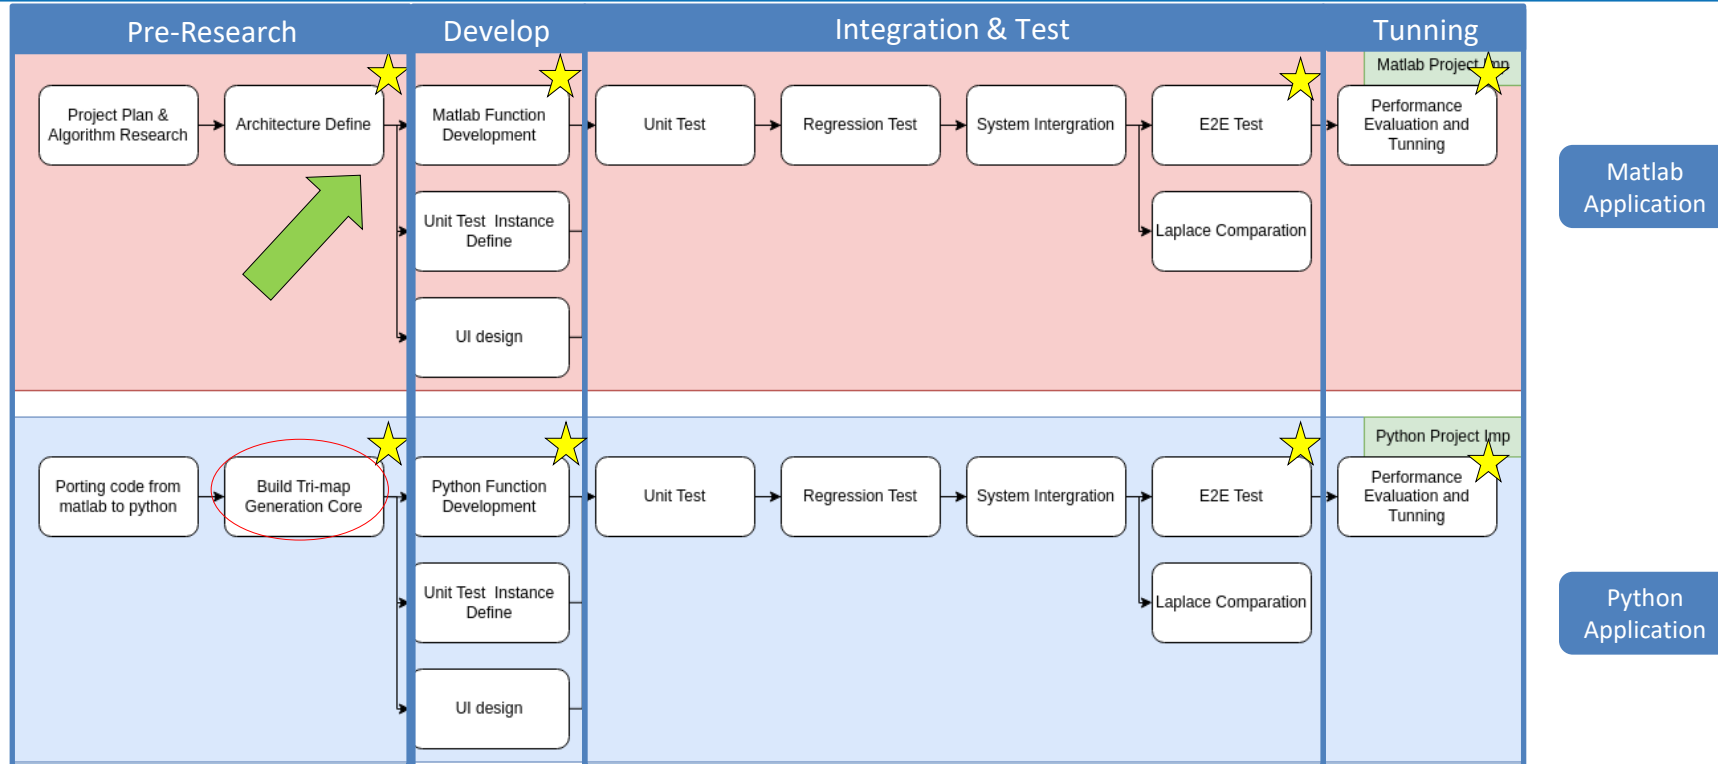 Pre-Research
Develop
Integration & Test
Tunning
Matlab Project Imp
Project Plan &
Algorithm Research
Architecture Define
Matlab Function
Development
Unit Test
Regression Test
System Intergration
E2E Test
Performance
Evaluation and
Tunning
Matlab
Application
Unit Test Instance
Define
Laplace Comparation
UI design
Python Project Imp
Porting code from
matlab to python
Build Tri-map
Generation Core
Python Function
Development
Unit Test
Regression Test
System Intergration
E2E Test
Performance
Evaluation and
Tunning
Unit Test Instance
Define
Laplace Comparation
Python
Application
UI design